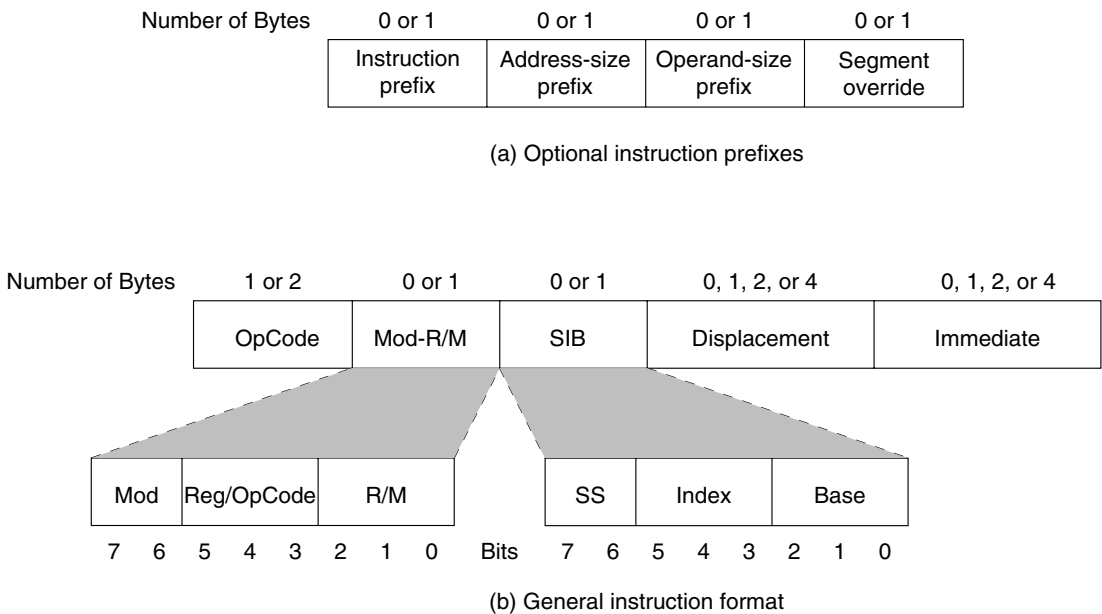 Number of Bytes 0 or 1 0 or 1 0 or 1 0 or 1
Instruction prefix Address-size prefix Operand-size prefix Segment override
(a) Optional instruction prefixes
Number of Bytes 1 or 2 0 or 1 0 or 1 0, 1, 2, or 4 0, 1, 2, or 4
OpCode Mod-R/M SIB Displacement Immediate
Mod Reg/OpCode R/M SS Index Base
7 6 5 4 3 2 1 0 Bits 7 6 5 4 3 2 1 0
(b) General instruction format